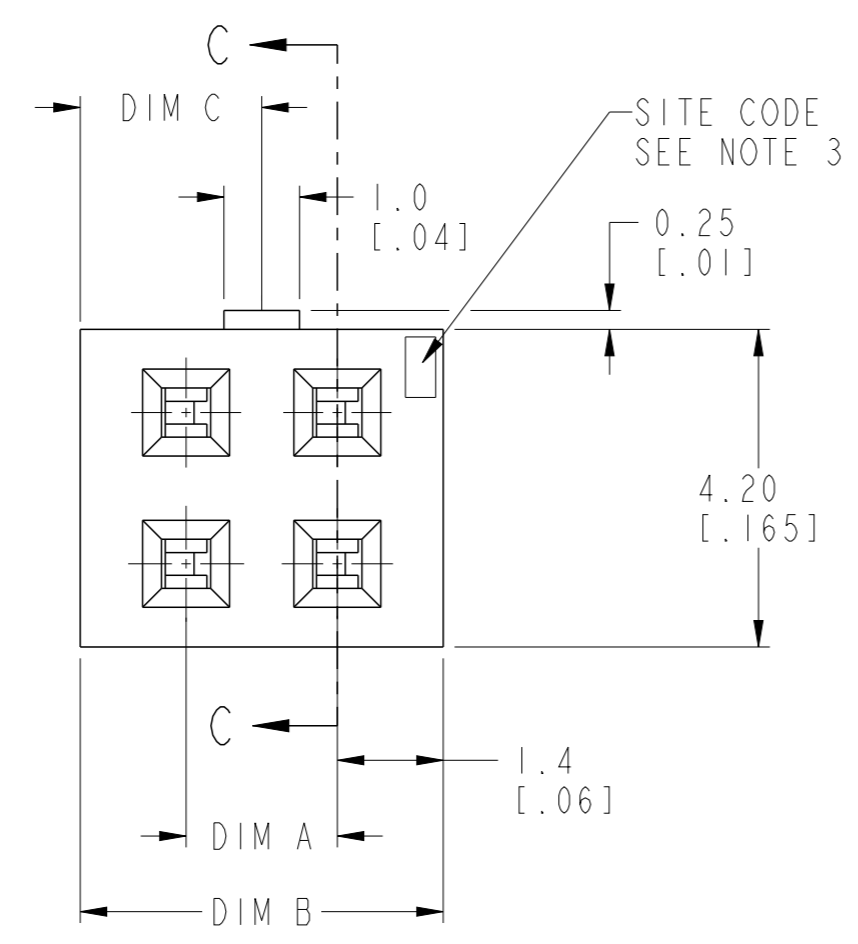 C
DIM C
SITE CODE
SEE NOTE 3
1.0
[.04]
0.25
[.01]
4.20
[.165]
C
1.4
[.06]
DIM A
DIM B